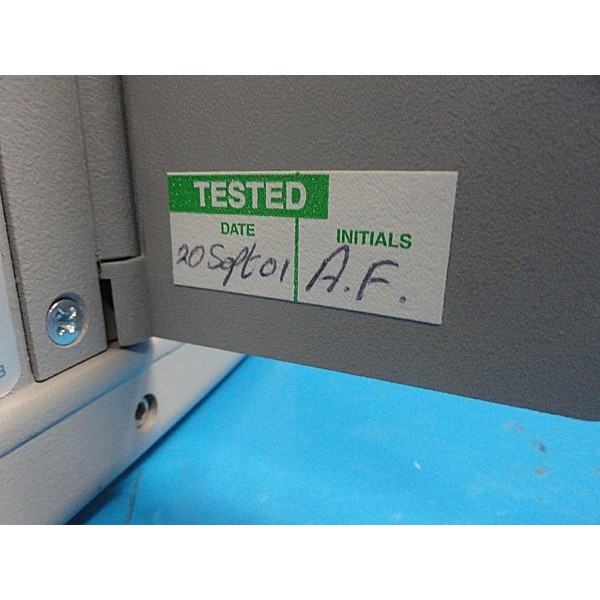 TESTED
DATE
INITIALS
20 Sept 01
A.F.